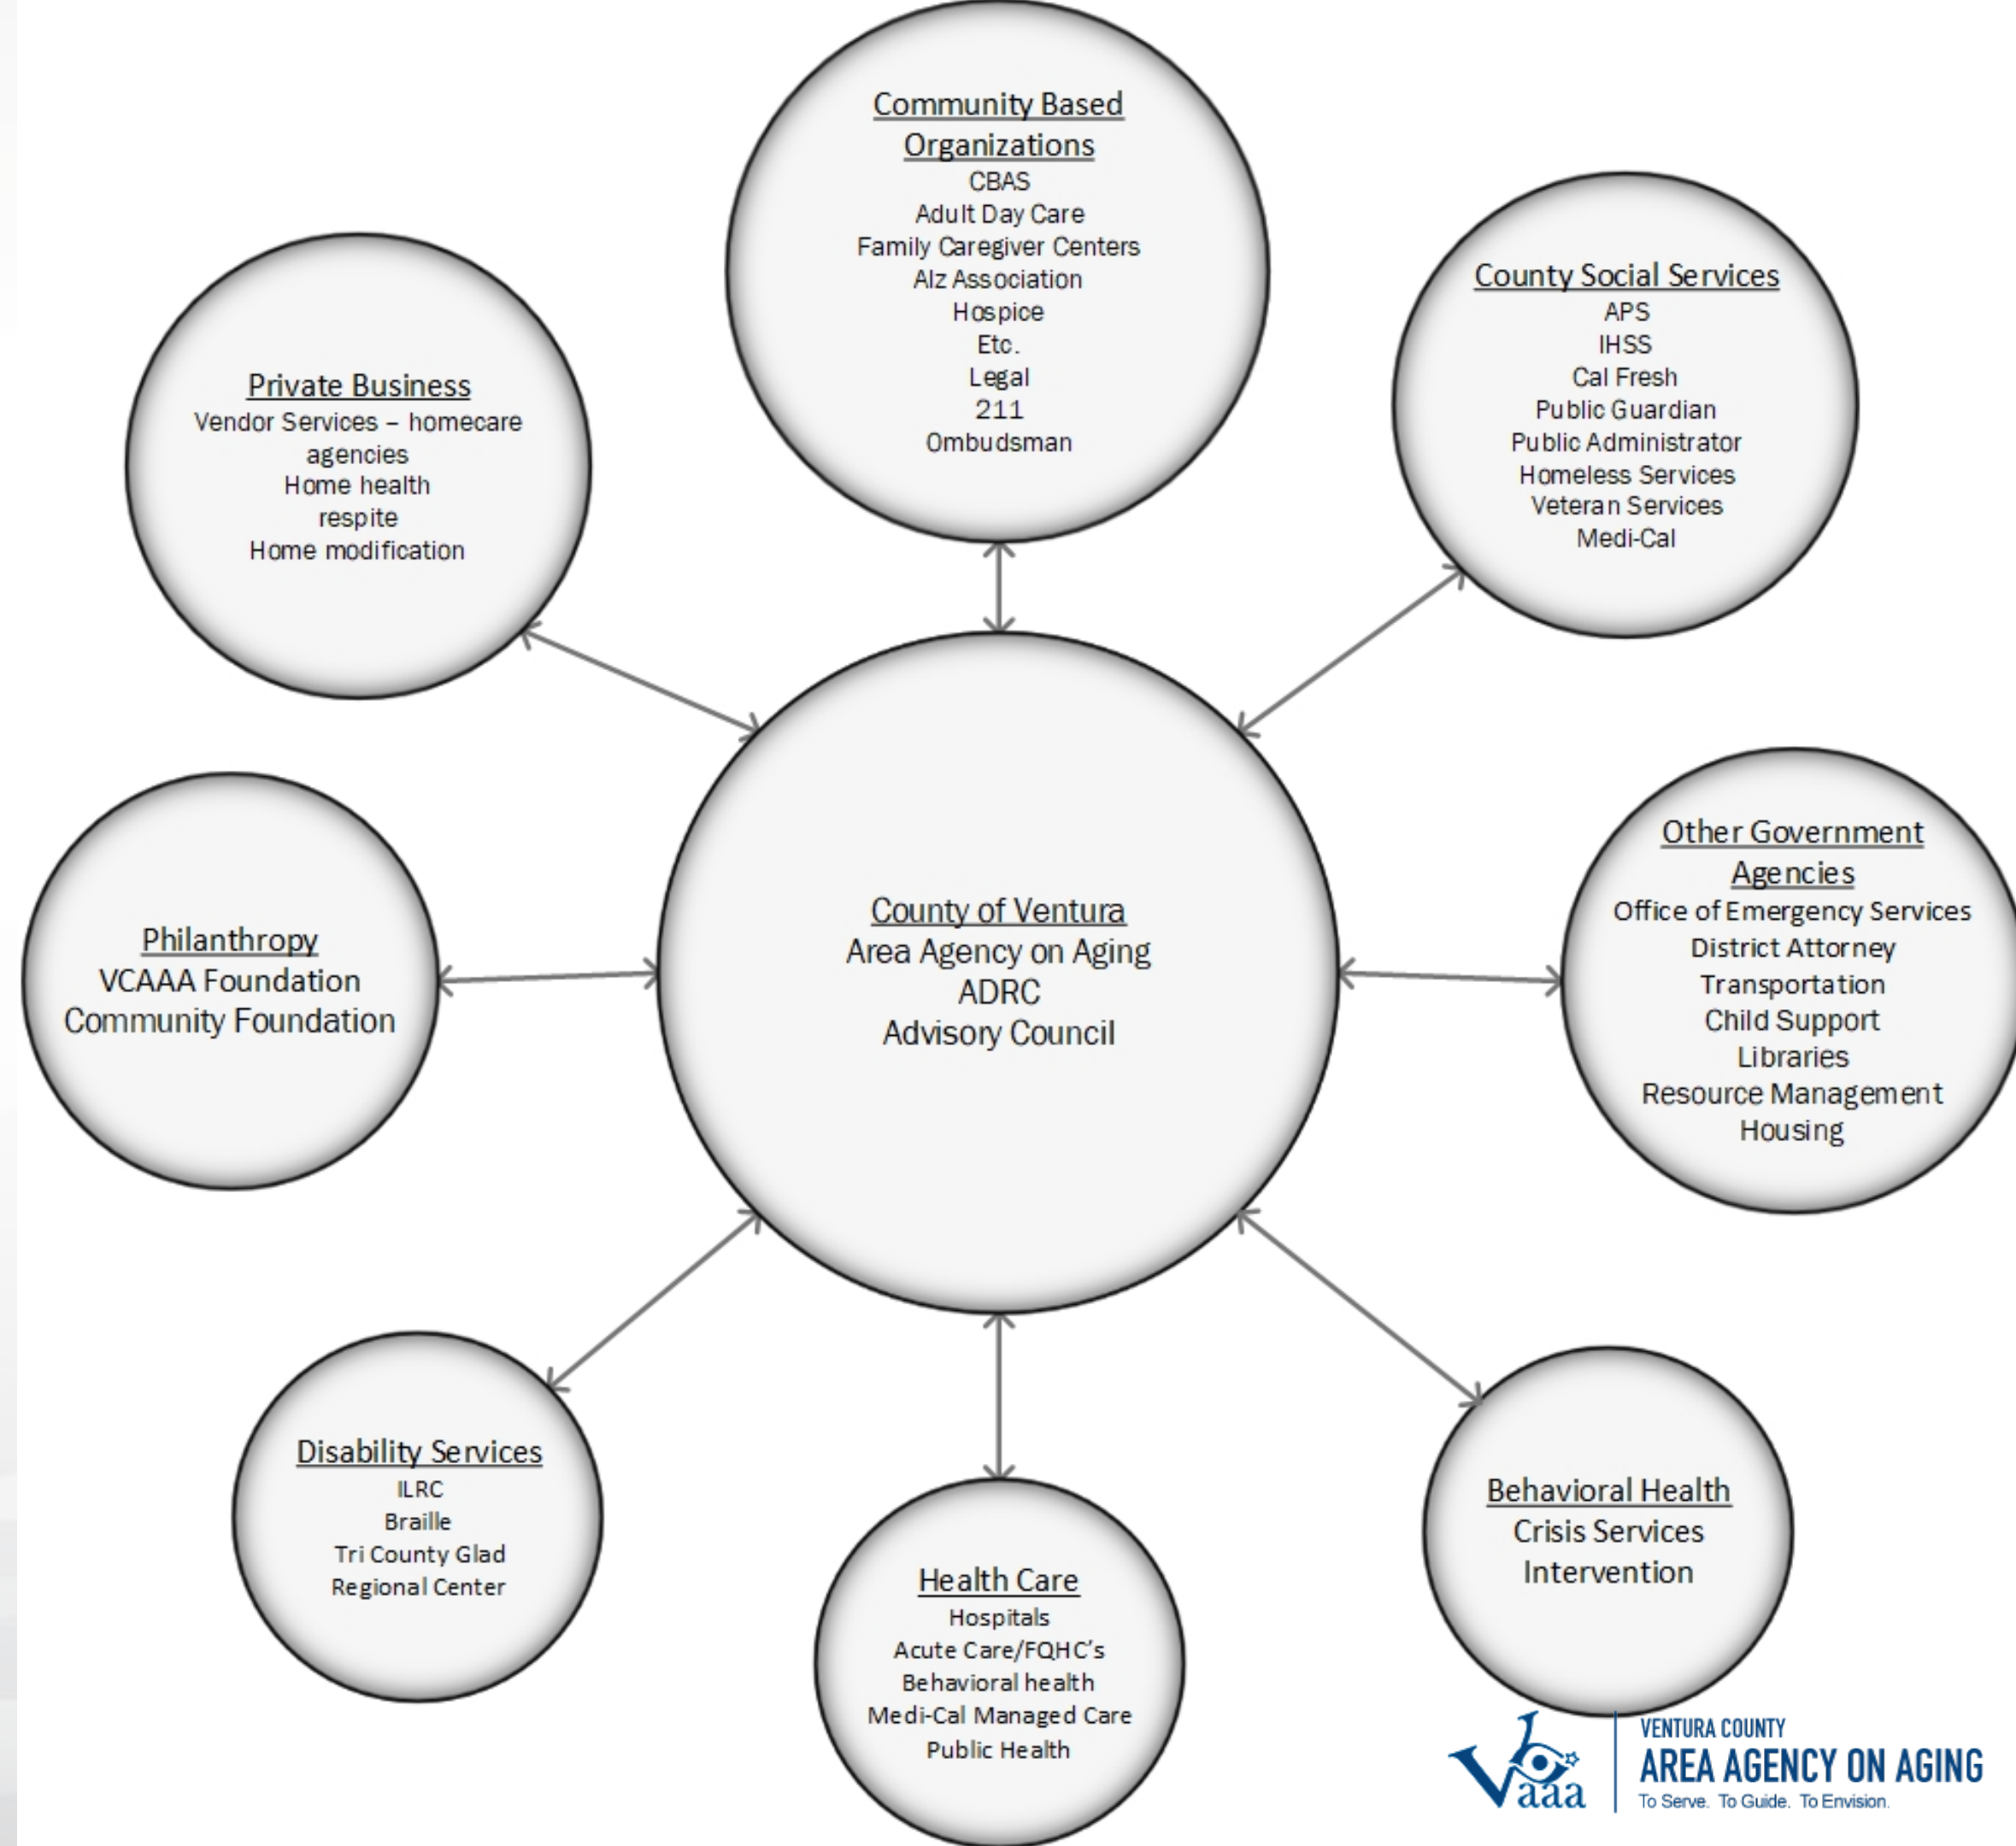 Community Based
Organizations
CBAS
Adult Day Care
Family Caregiver Centers
Alz Association
Hospice
Etc.
Legal
211
Ombudsman
County Social Services
APS
IHSS
Cal Fresh
Public Guardian
Public Administrator
Homeless Services
Veteran Services
Medi-Cal
Private Business
Vendor Services – homecare
agencies
Home health
respite
Home modification
Other Government
Agencies
Office of Emergency Services
District Attorney
Transportation
Child Support
Libraries
Resource Management
Housing
County of Ventura
Area Agency on Aging
ADRC
Advisory Council
Philanthropy
VCAAA Foundation
Community Foundation
Disability Services
ILRC
Braille
Tri County Glad
Regional Center
Behavioral Health
Crisis Services
Intervention
Health Care
Hospitals
Acute Care/FQHC’s
Behavioral health
Medi-Cal Managed Care
Public Health
Vcaaa
VENTURA COUNTY
AREA AGENCY ON AGING
To Serve. To Guide. To Envision.